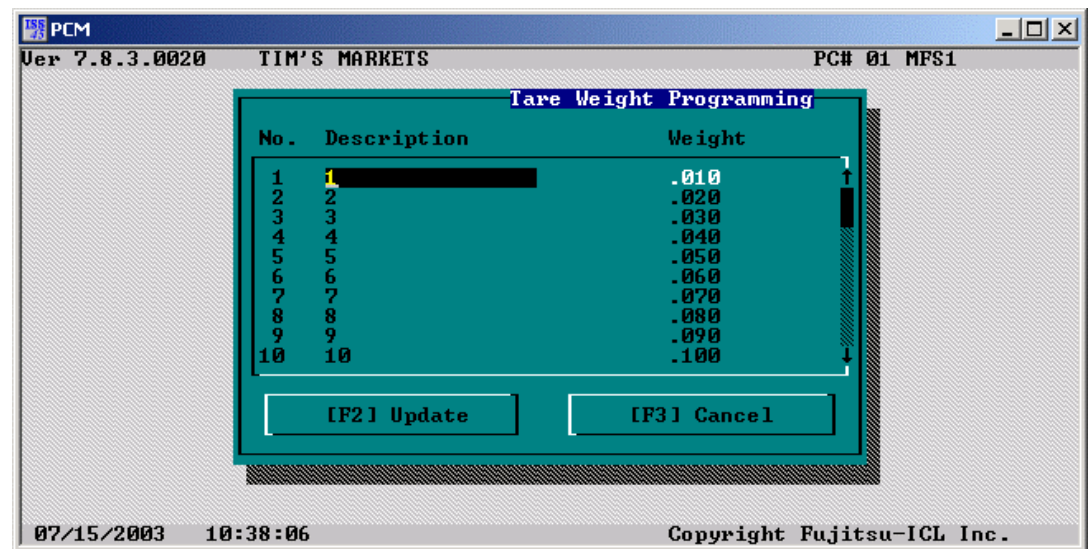 ISS 45 PCM
Ver 7.8.3.0020 TIM'S MARKETS PC# 01 MFS1
Tare Weight Programming
No. Description Weight
1 1 .010
2 2 .020
3 3 .030
4 4 .040
5 5 .050
6 6 .060
7 7 .070
8 8 .080
9 9 .090
10 10 .100
[F2] Update [F3] Cancel
07/15/2003 10:38:06 Copyright Fujitsu-ICL Inc.